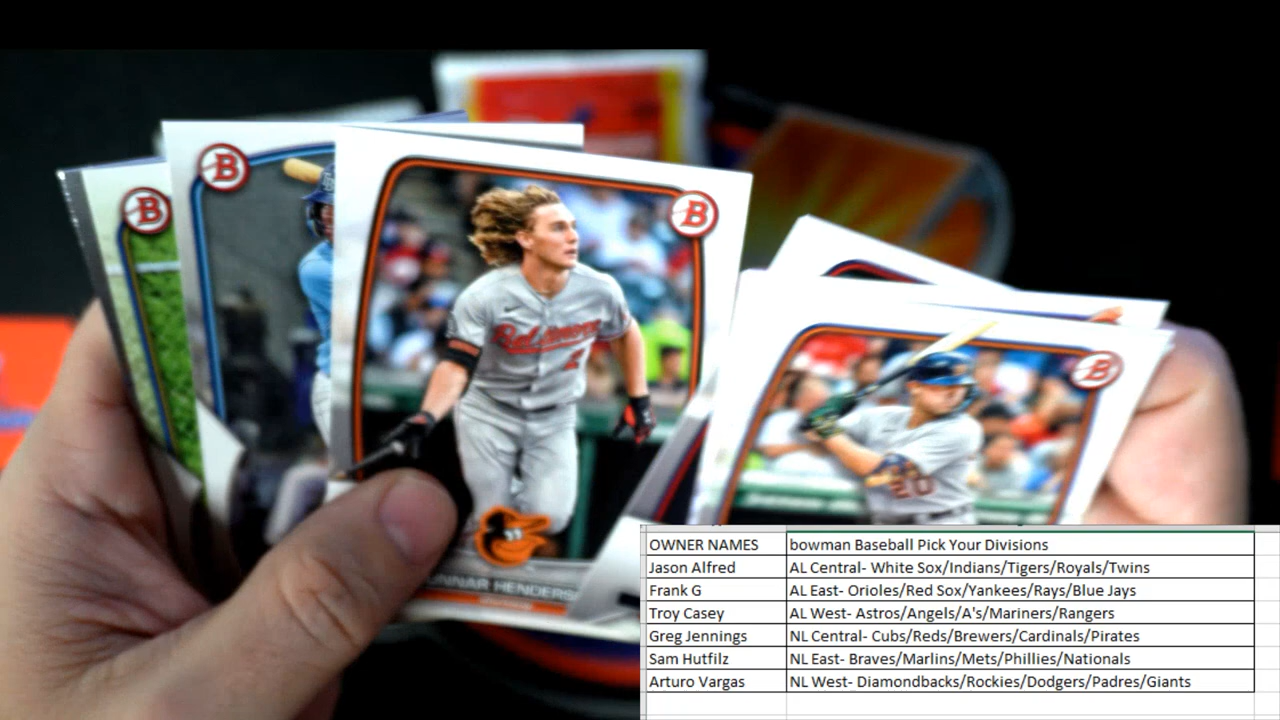 B
B
B
B
Baltimore
2
20
OWNER NAMES bowman Baseball Pick Your Divisions
Jason Alfred AL Central- White Sox/Indians/Tigers/Royals/Twins
Frank G AL East- Orioles/Red Sox/Yankees/Rays/Blue Jays
Troy Casey AL West- Astros/Angels/A's/Mariners/Rangers
Greg Jennings NL Central- Cubs/Reds/Brewers/Cardinals/Pirates
Sam Hutfilz NL East- Braves/Marlins/Mets/Phillies/Nationals
Arturo Vargas NL West- Diamondbacks/Rockies/Dodgers/Padres/Giants